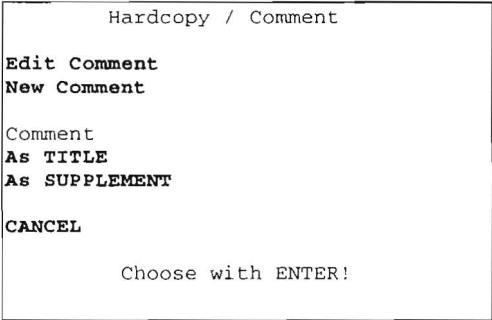 Hardcopy / Comment
Edit Comment
New Comment
Comment
As TITLE
As SUPPLEMENT
CANCEL
Choose with ENTER!